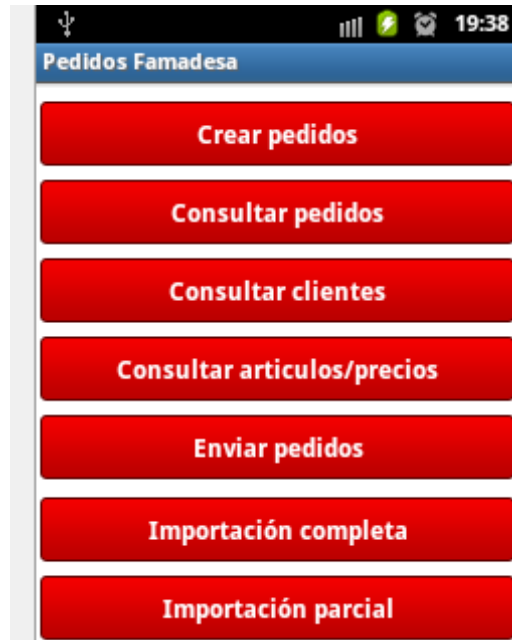 19:38
Pedidos Famadesa
Crear pedidos
Consultar pedidos
Consultar clientes
Consultar articulos/precios
Enviar pedidos
Importación completa
Importación parcial